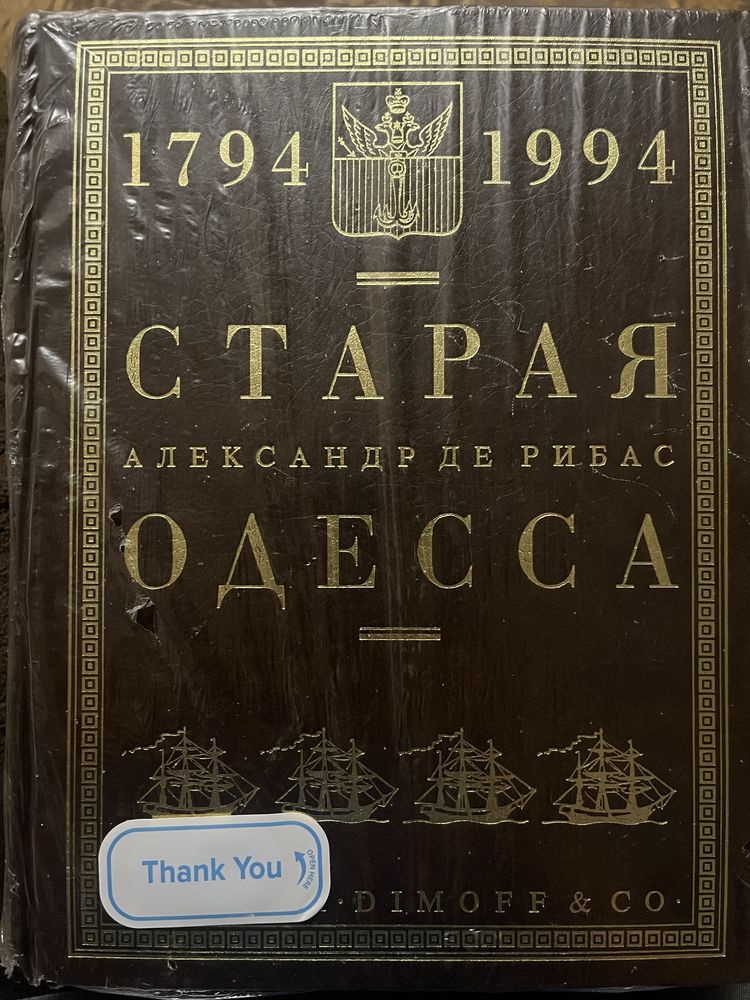 1794 1994
СТАРАЯ
АЛЕКСАНДР ДЕ РИБАС
ОДЕССА
Thank You
OPEN HERE
· DIMOFF & CO ·